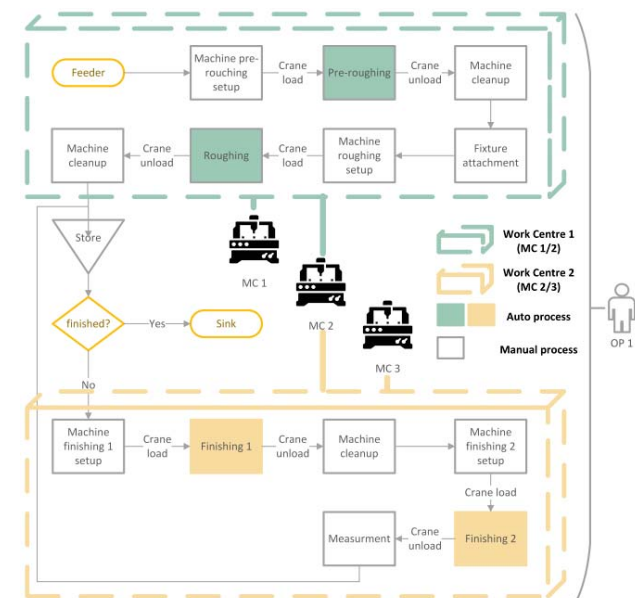 Feeder
Machine pre-
rouching
setup
Crane
load
Pre-roughing
Crane
unload
Machine
cleanup
Machine
cleanup
Crane
unload
Roughing
Crane
load
Machine
roughing
setup
Fixture
attachment
Store
MC 1
MC 2
MC 3
Work Centre 1
(MC 1/2)
Work Centre 2
(MC 2/3)
Auto process
Manual process
OP 1
finished?
Yes
Sink
No
Machine
finishing 1
setup
Crane
load
Finishing 1
Crane
unload
Machine
cleanup
Machine
finishing 2
setup
Crane load
Measurment
Crane
unload
Finishing 2